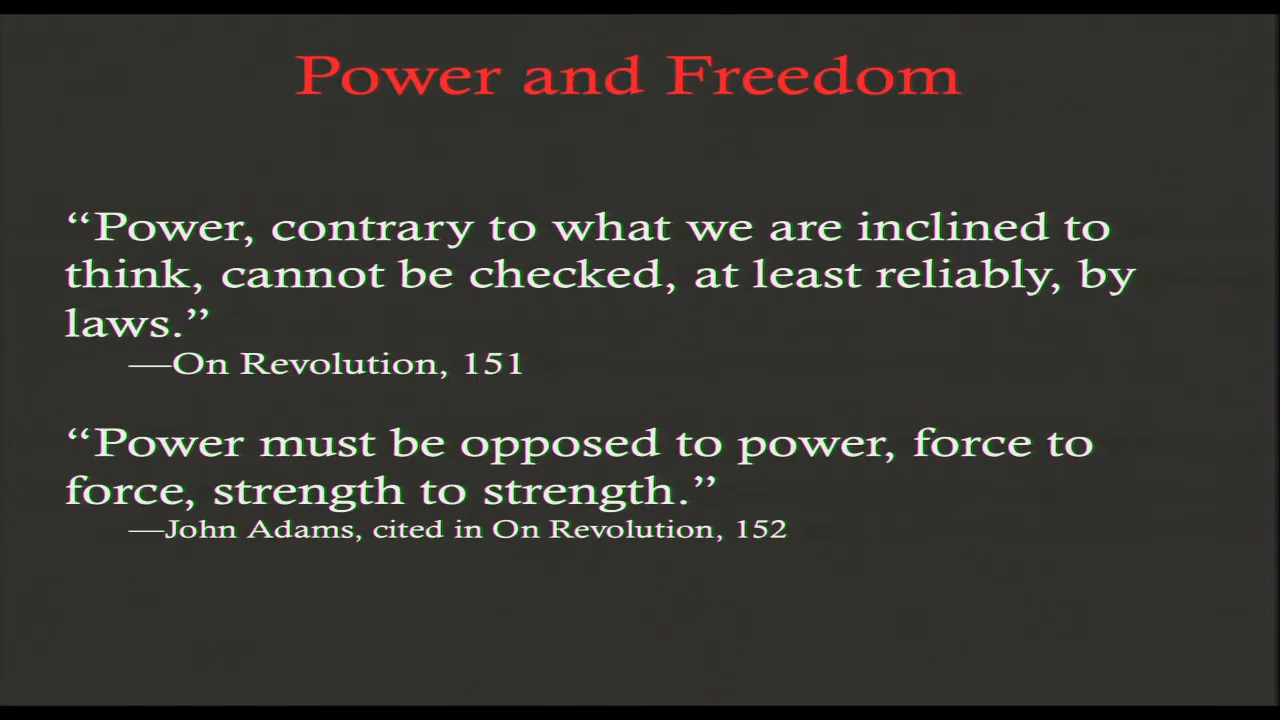 Power and Freedom
“Power, contrary to what we are inclined to
think, cannot be checked, at least reliably, by
laws.”
—On Revolution, 151
“Power must be opposed to power, force to
force, strength to strength.”
—John Adams, cited in On Revolution, 152